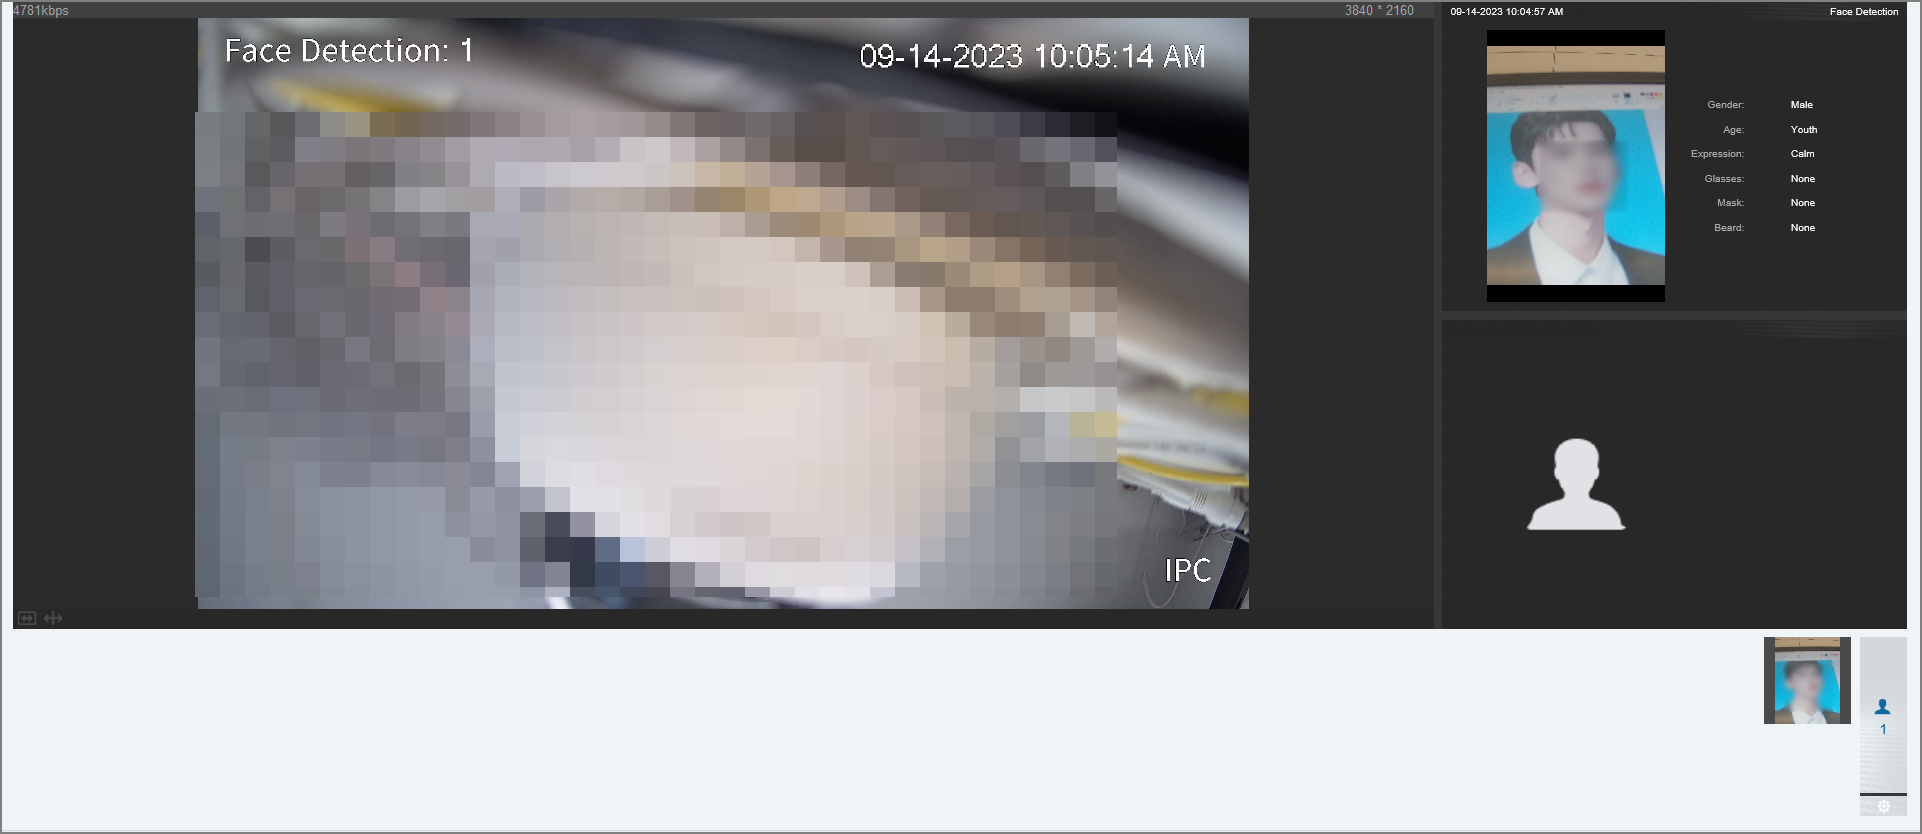 4781kbps
3840 * 2160
Face Detection: 1
09-14-2023 10:05:14 AM
IPC
09-14-2023 10:04:57 AM
Face Detection
Gender: Male
Age: Youth
Expression: Calm
Glasses: None
Mask: None
Beard: None
1